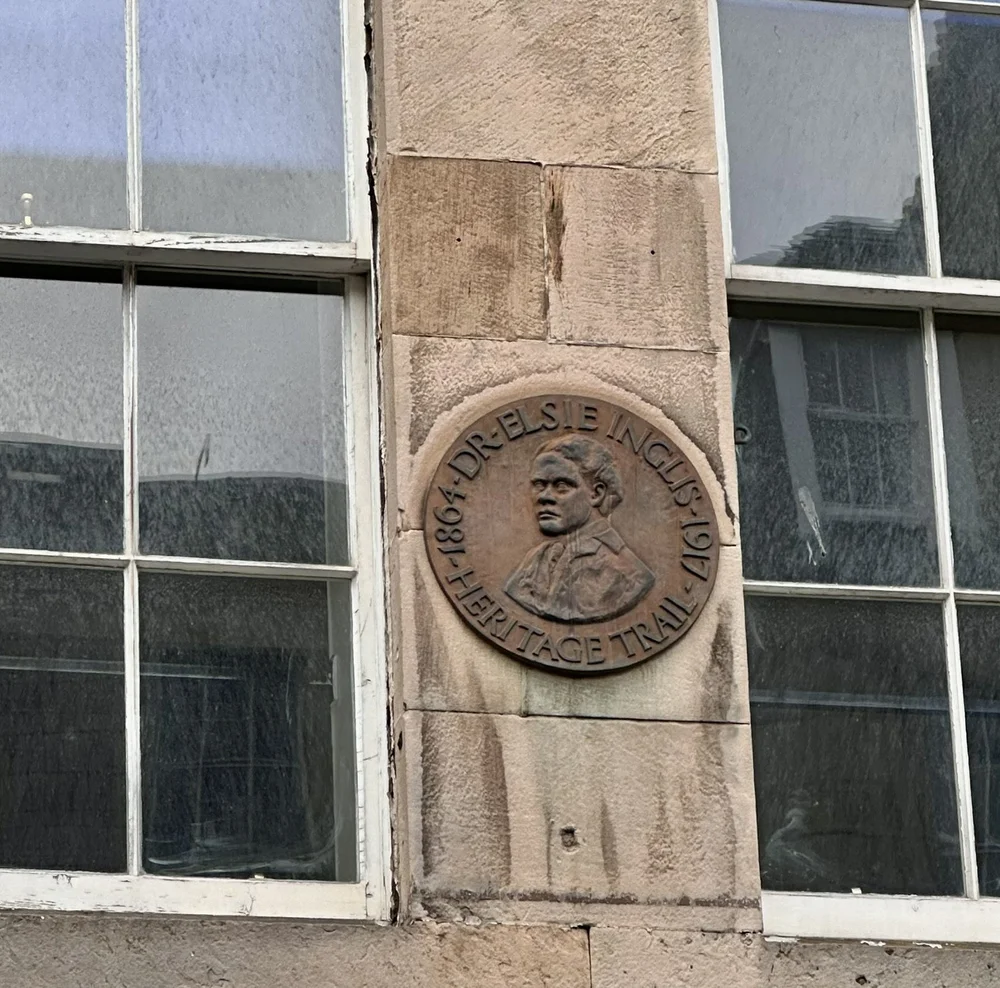 ·1864·DR·ELSIE INGLIS·1917·
HERITAGE TRAIL